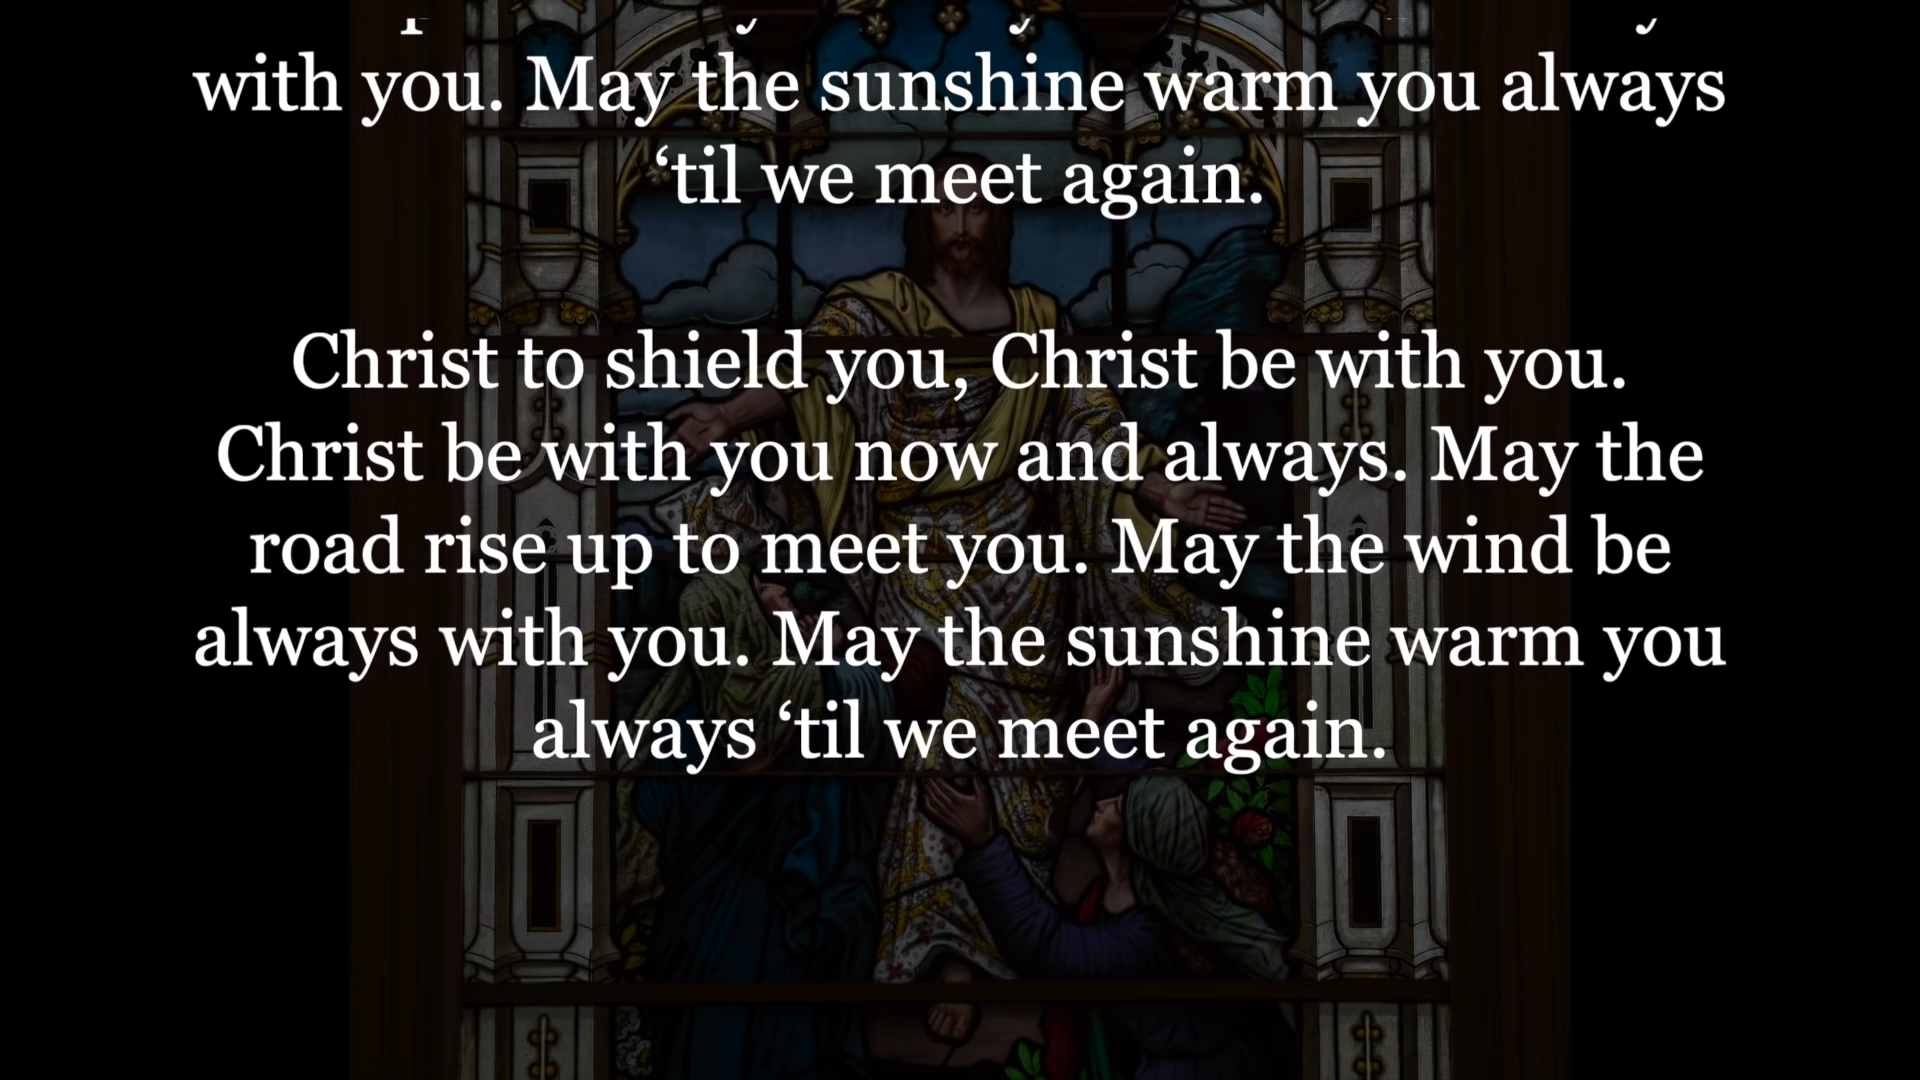 with you. May the sunshine warm you always
‘til we meet again.
Christ to shield you, Christ be with you.
Christ be with you now and always. May the
road rise up to meet you. May the wind be
always with you. May the sunshine warm you
always ‘til we meet again.